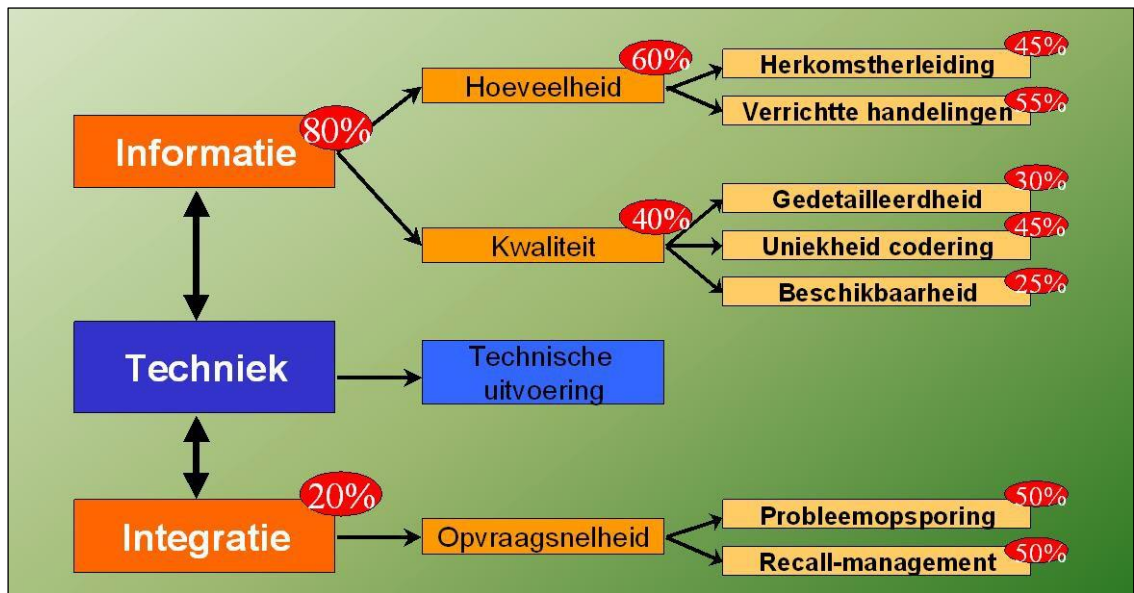 45%
60%
Herkomstherleiding
Hoeveelheid
55%
Verrichtte handelingen
80%
Informatie
30%
Gedetailleerdheid
40%
45%
Kwaliteit
Uniekheid codering
25%
Beschikbaarheid
Techniek
Technische
uitvoering
20%
50%
Probleemopsporing
Integratie
Opvraagsnelheid
50%
Recall-management